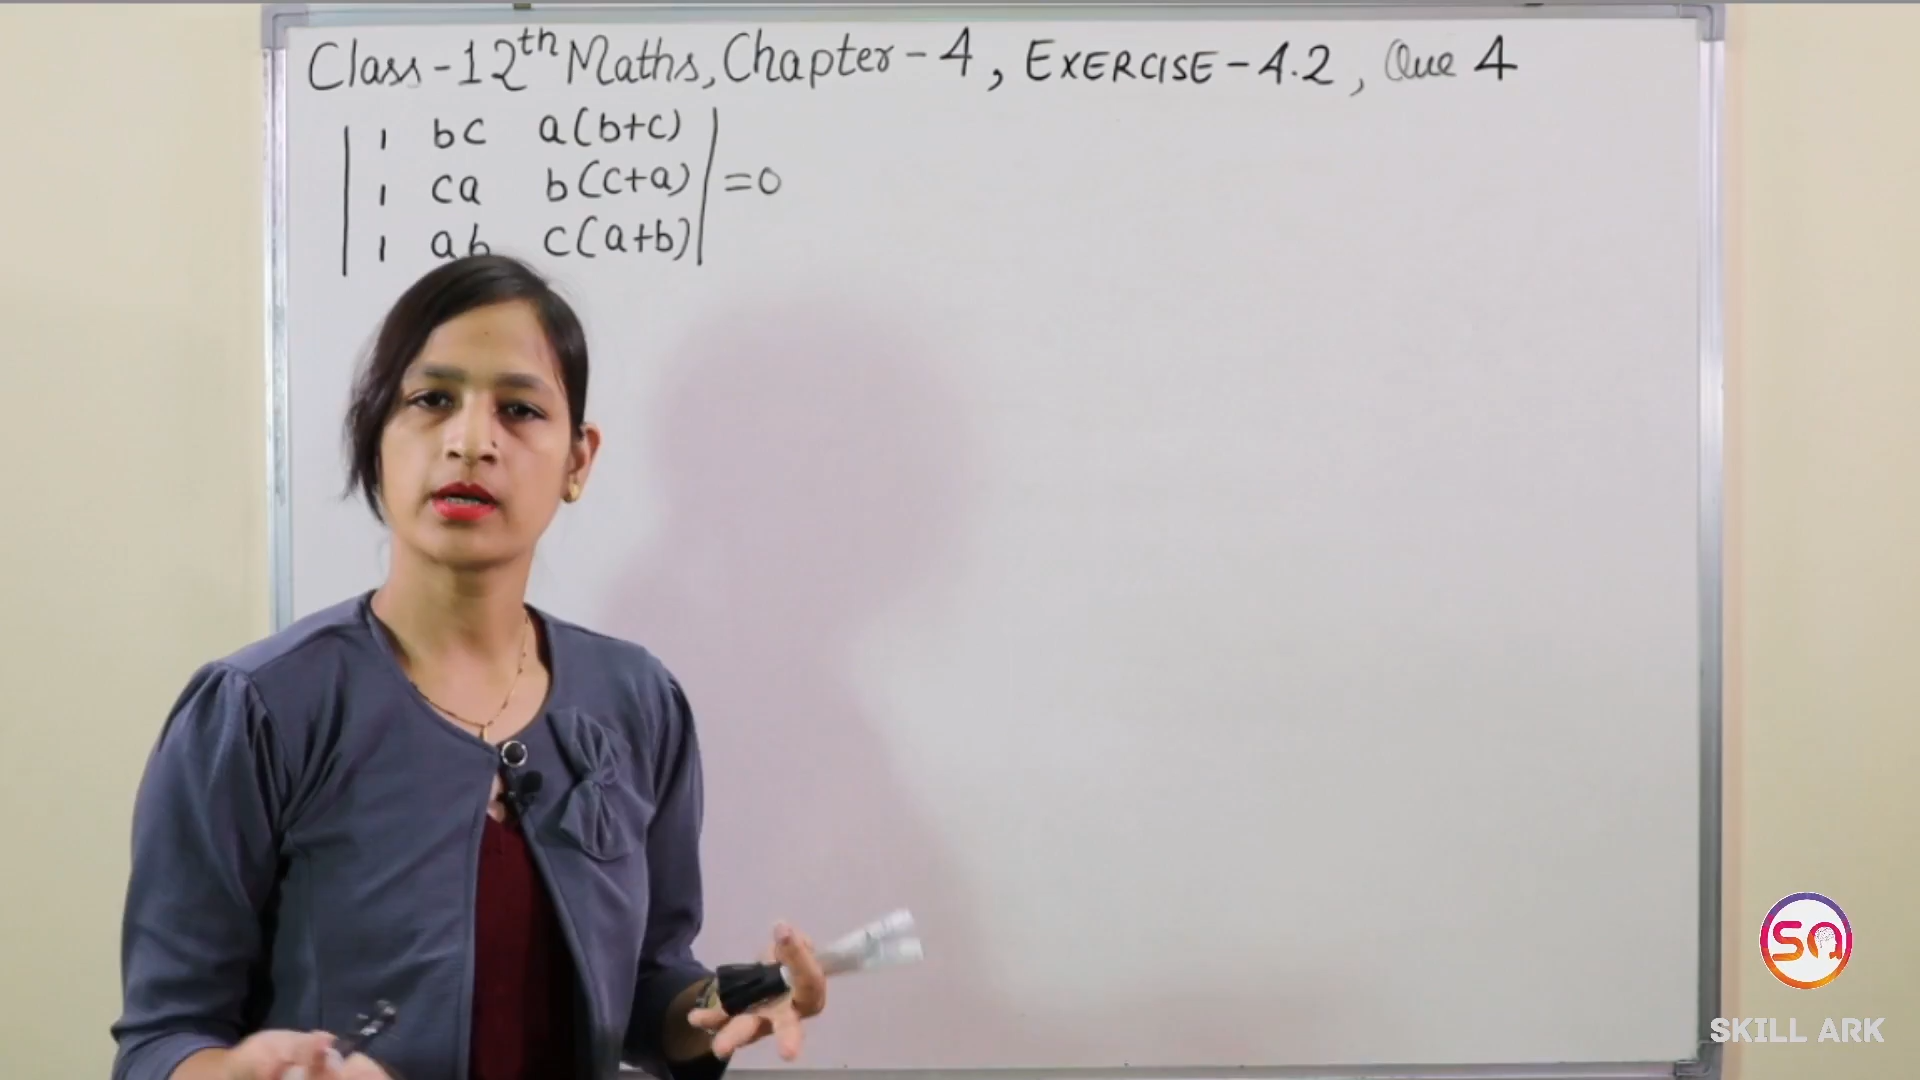 Class-12th Maths, Chapter-4, EXERCISE-4.2, Que 4
| 1 bc a(b+c) |
| 1 ca b(c+a) | =0
| 1 ab c(a+b) |
SA
SKILL ARK